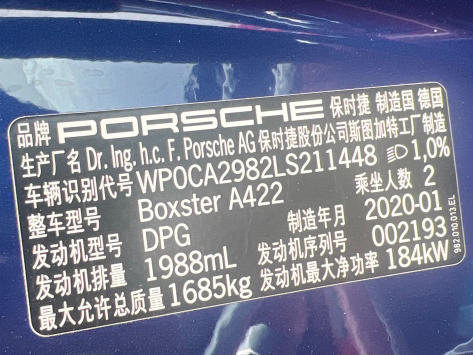 品牌 PORSCHE 保时捷 制造国 德国
生产厂名 Dr. Ing. h.c. F. Porsche AG 保时捷股份公司斯图加特工厂制造
车辆识别代号 WP0CA2982LS211448 1,0%
整车型号 Boxster A422 乘坐人数 2
发动机型号 DPG 制造年月 2020-01
发动机排量 1988mL 发动机序列号 002193
最大允许总质量 1685kg 发动机最大净功率 184kW
982.010.013.EL